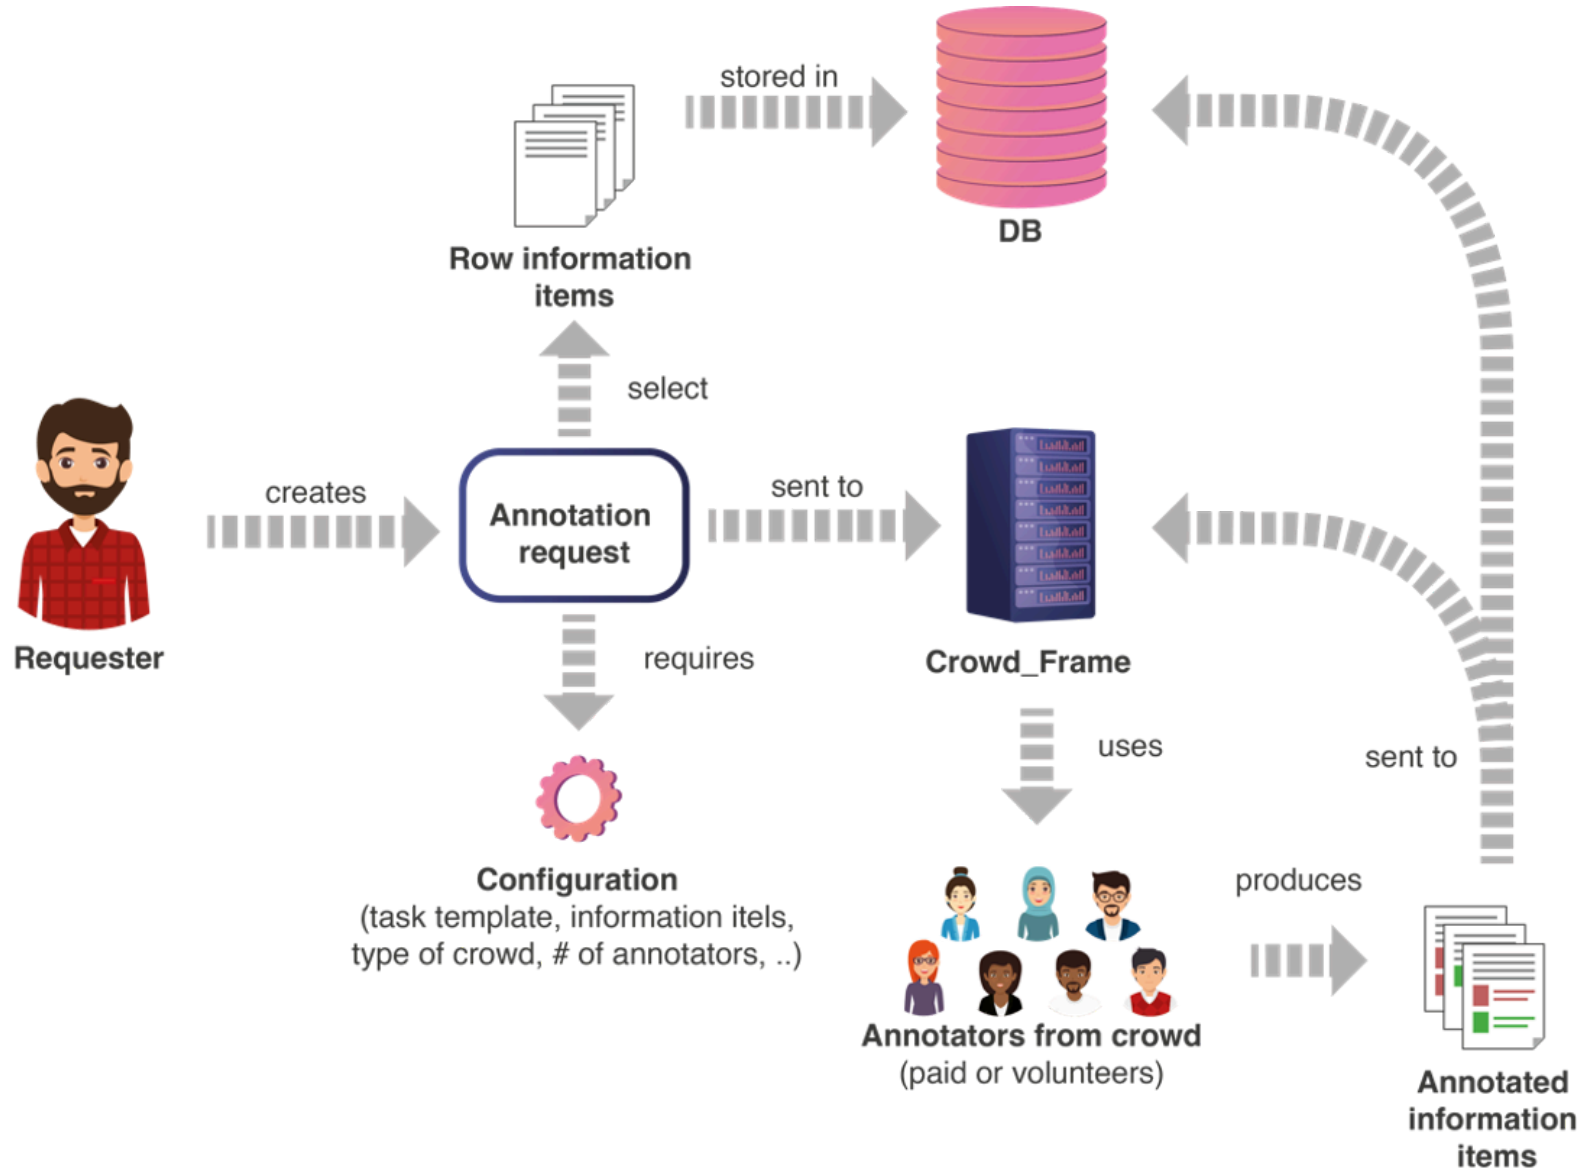 stored in
DB
Row information
items
select
creates
Annotation
request
sent to
Requester
requires
Crowd_Frame
uses
sent to
Configuration
(task template, information itels,
type of crowd, # of annotators, ..)
produces
Annotators from crowd
(paid or volunteers)
Annotated
information
items